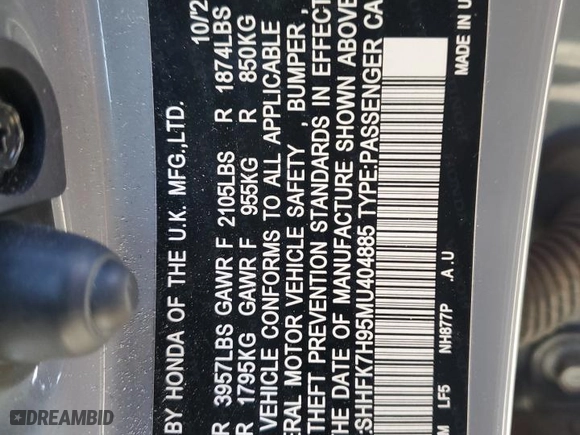 BY HONDA OF THE U.K. MFG.,LTD. 10/2
R 3957LBS GAWR F 2105LBS R 1874LBS
R 1795KG GAWR F 955KG R 850KG
VEHICLE CONFORMS TO ALL APPLICABLE
ERAL MOTOR VEHICLE SAFETY , BUMPER ,
THEFT PREVENTION STANDARDS IN EFFECT
THE DATE OF MANUFACTURE SHOWN ABOVE
:SHHFK7H95MU404885 TYPE:PASSENGER CA
M LF5 NH877P .A.U MADE IN U
DREAMBID